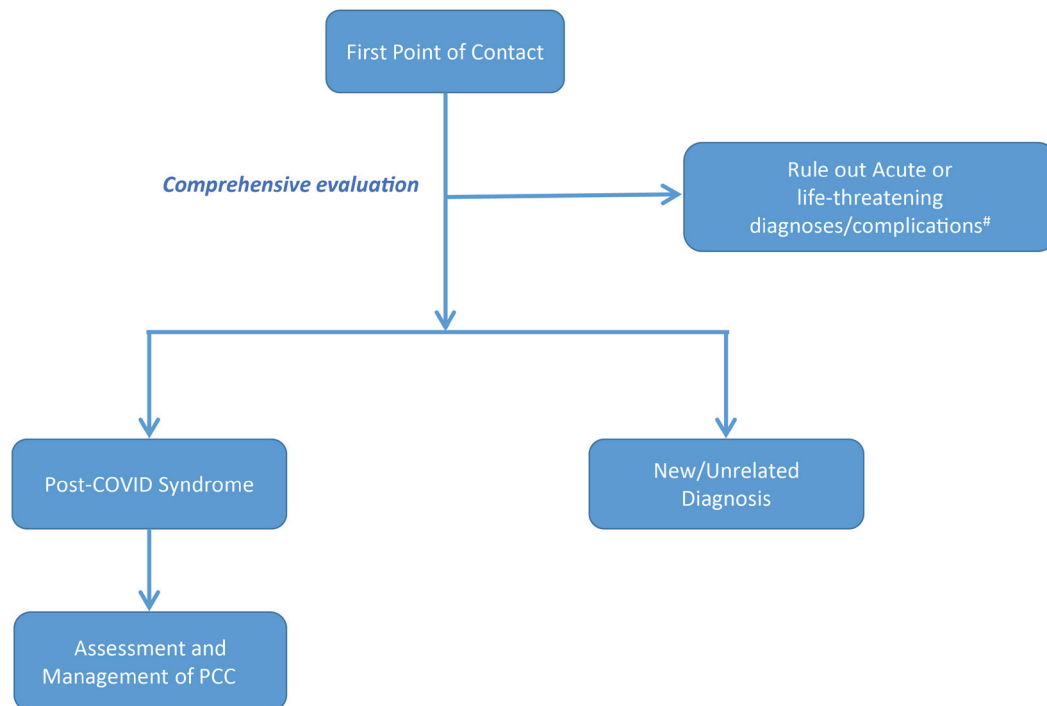 First Point of Contact
Comprehensive evaluation
Rule out Acute or
life-threatening
diagnoses/complications#
Post-COVID Syndrome
New/Unrelated
Diagnosis
Assessment and
Management of PCC